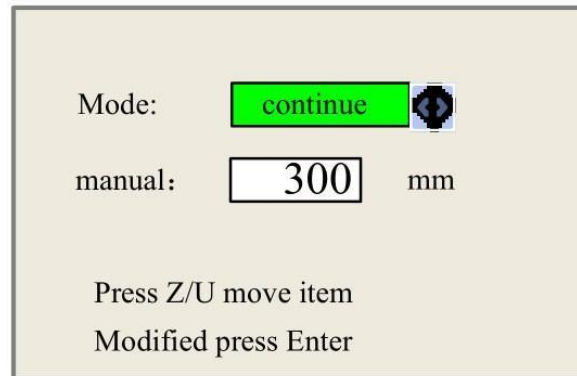 Mode: continue
manual： 300 mm
Press Z/U move item
Modified press Enter